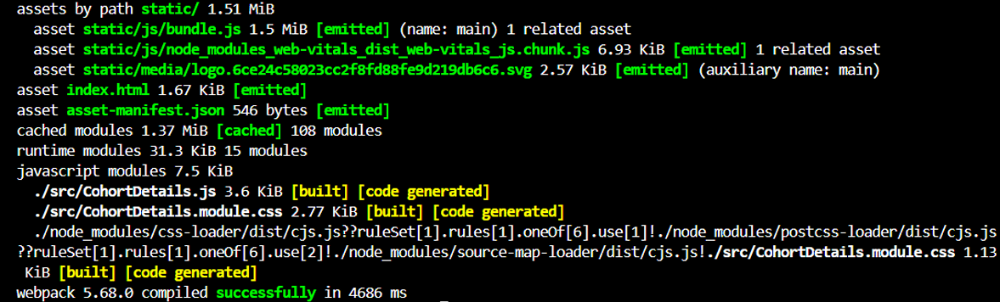 assets by path static/ 1.51 MiB
asset static/js/bundle.js 1.5 MiB [emitted] (name: main) 1 related asset
asset static/js/node_modules_web-vitals_dist_web-vitals_js.chunk.js 6.93 KiB [emitted] 1 related asset
asset static/media/logo.6ce24c58023cc2f8fd88fe9d219db6c6.svg 2.57 KiB [emitted] (auxiliary name: main)
asset index.html 1.67 KiB [emitted]
asset asset-manifest.json 546 bytes [emitted]
cached modules 1.37 MiB [cached] 108 modules
runtime modules 31.3 KiB 15 modules
javascript modules 7.5 KiB
./src/CohortDetails.js 3.6 KiB [built] [code generated]
./src/CohortDetails.module.css 2.77 KiB [built] [code generated]
./node_modules/css-loader/dist/cjs.js??ruleSet[1].rules[1].oneOf[6].use[1]!./node_modules/postcss-loader/dist/cjs.js
??ruleSet[1].rules[1].oneOf[6].use[2]!./node_modules/source-map-loader/dist/cjs.js!./src/CohortDetails.module.css 1.13
KiB [built] [code generated]
webpack 5.68.0 compiled successfully in 4686 ms